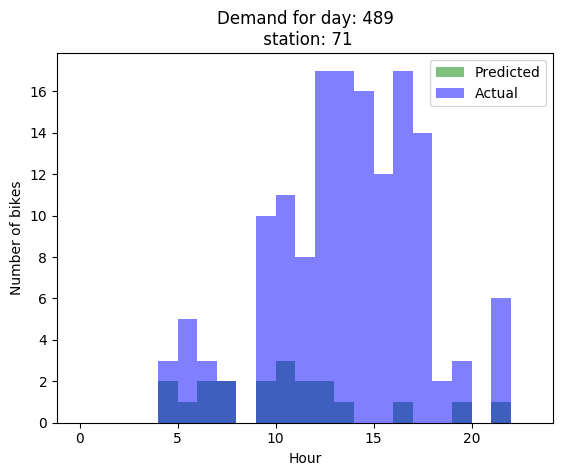 Demand for day: 489
station: 71
Predicted
Actual
Number of bikes
16
14
12
10
8
6
4
2
0
0 5 10 15 20
Hour